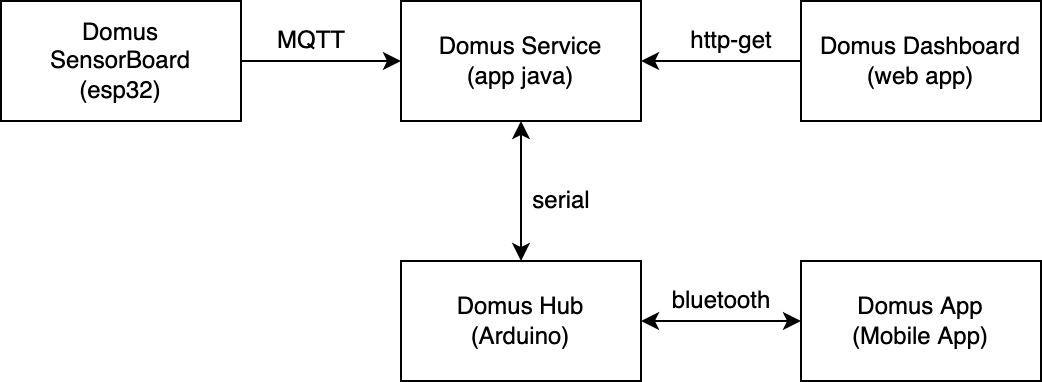 Domus
SensorBoard
(esp32)
MQTT
Domus Service
(app java)
http-get
Domus Dashboard
(web app)
serial
Domus Hub
(Arduino)
bluetooth
Domus App
(Mobile App)